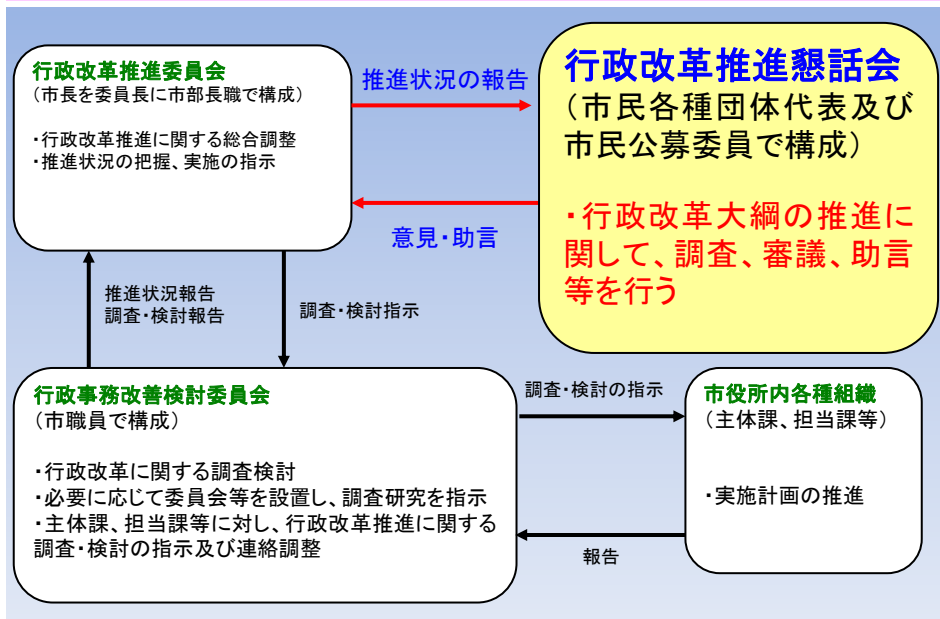 行政改革推進委員会
(市長を委員長に市部長職で構成)
・行政改革推進に関する総合調整
・推進状況の把握、実施の指示
推進状況の報告
意見・助言
行政改革推進懇話会
(市民各種団体代表及び
市民公募委員で構成)
・行政改革大綱の推進に
関して、調査、審議、助言
等を行う
推進状況報告
調査・検討報告
調査・検討指示
行政事務改善検討委員会
(市職員で構成)
・行政改革に関する調査検討
・必要に応じて委員会等を設置し、調査研究を指示
・主体課、担当課等に対し、行政改革推進に関する
調査・検討の指示及び連絡調整
調査・検討の指示
報告
市役所内各種組織
(主体課、担当課等)
・実施計画の推進